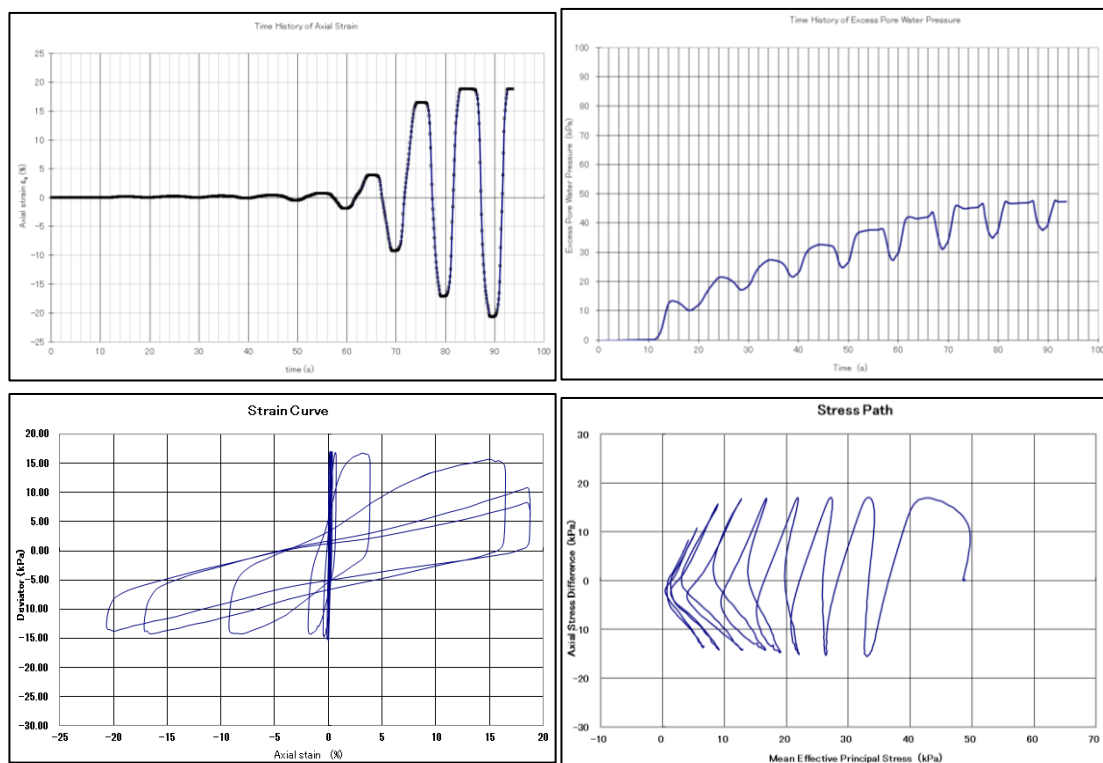 Time History of Axial Strain
Axial strain εa (%)
25
20
15
10
5
0
-5
-10
-15
-20
-25
0 10 20 30 40 50 60 70 80 90 100
time (s)
Time History of Excess Pore Water Pressure
Excess Pore Water Pressure (kPa)
100
90
80
70
60
50
40
30
20
10
0
0 10 20 30 40 50 60 70 80 90 100
Time (s)
Strain Curve
Deviator (kPa)
20.00
15.00
10.00
5.00
0.00
-5.00
-10.00
-15.00
-20.00
-25.00
-30.00
-25 -20 -15 -10 -5 0 5 10 15 20
Axial stain (%)
Stress Path
Axial Stress Difference (kPa)
30
20
10
0
-10
-20
-30
-10 0 10 20 30 40 50 60 70
Mean Effective Principal Stress (kPa)